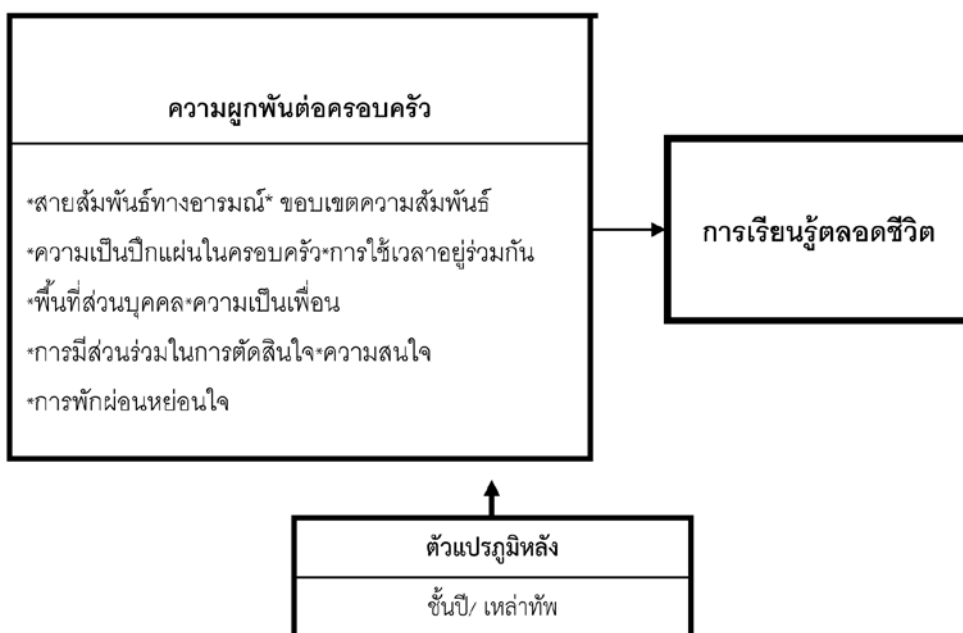 ความผูกพันต่อครอบครัว
*สายสัมพันธ์ทางอารมณ์* ขอบเขตความสัมพันธ์
*ความเป็นปึกแผ่นในครอบครัว*การใช้เวลาอยู่ร่วมกัน
*พื้นที่ส่วนบุคคล*ความเป็นเพื่อน
*การมีส่วนร่วมในการตัดสินใจ*ความสนใจ
*การพักผ่อนหย่อนใจ
การเรียนรู้ตลอดชีวิต
ตัวแปรภูมิหลัง
ชั้นปี/ เหล่าทัพ